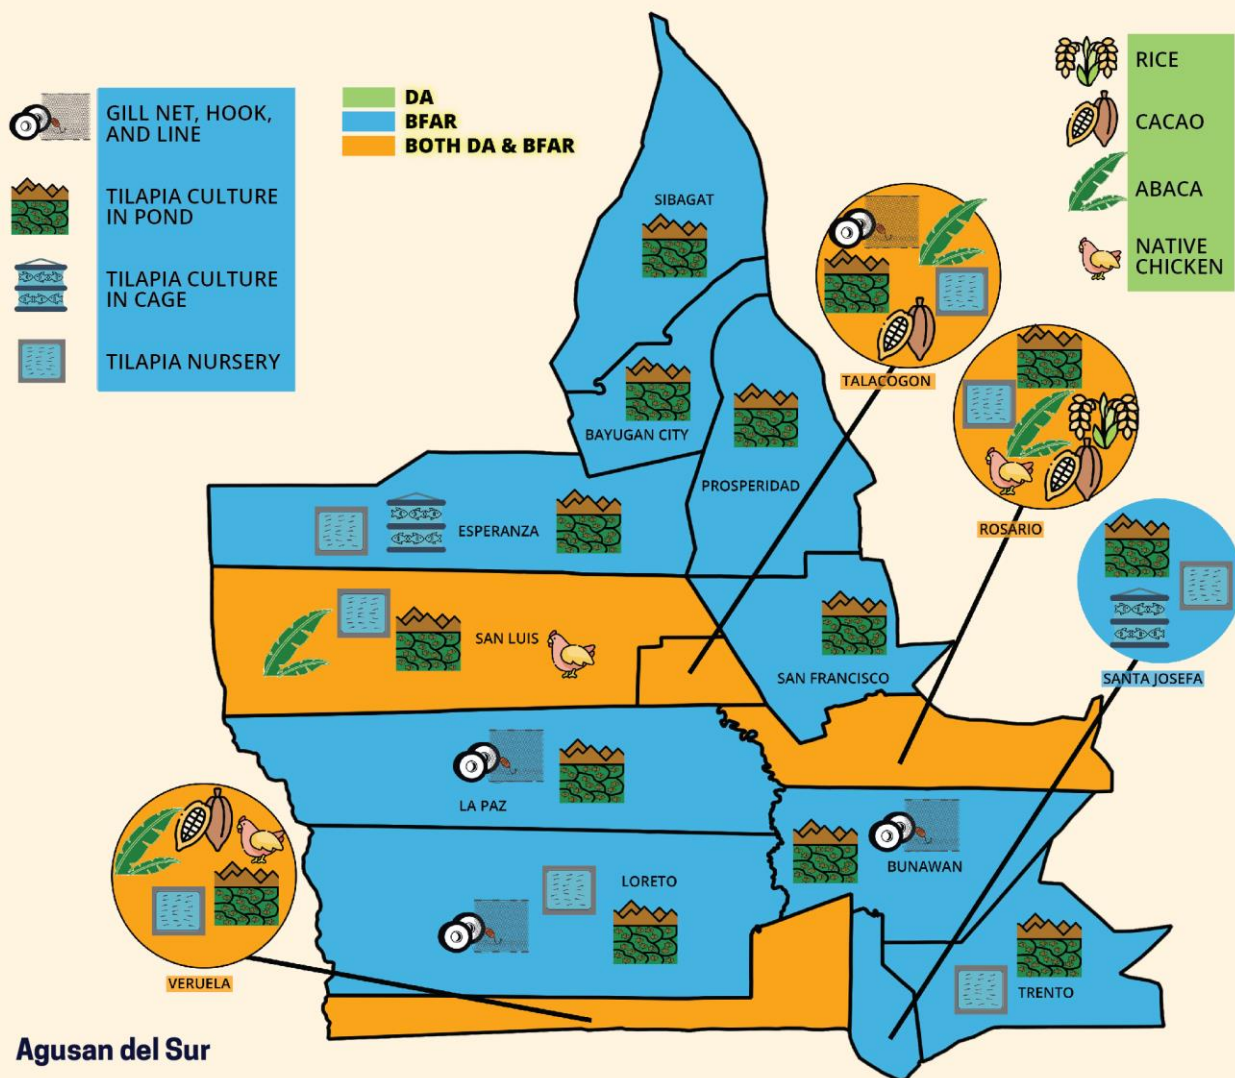 GILL NET, HOOK,
AND LINE
TILAPIA CULTURE
IN POND
TILAPIA CULTURE
IN CAGE
TILAPIA NURSERY
DA
BFAR
BOTH DA & BFAR
RICE
CACAO
ABACA
NATIVE
CHICKEN
SIBAGAT
TALACOGON
BAYUGAN CITY
PROSPERIDAD
ROSARIO
ESPERANZA
SAN LUIS
SAN FRANCISCO
SANTA JOSEFA
LA PAZ
BUNAWAN
LORETO
VERUELA
TRENTO
Agusan del Sur